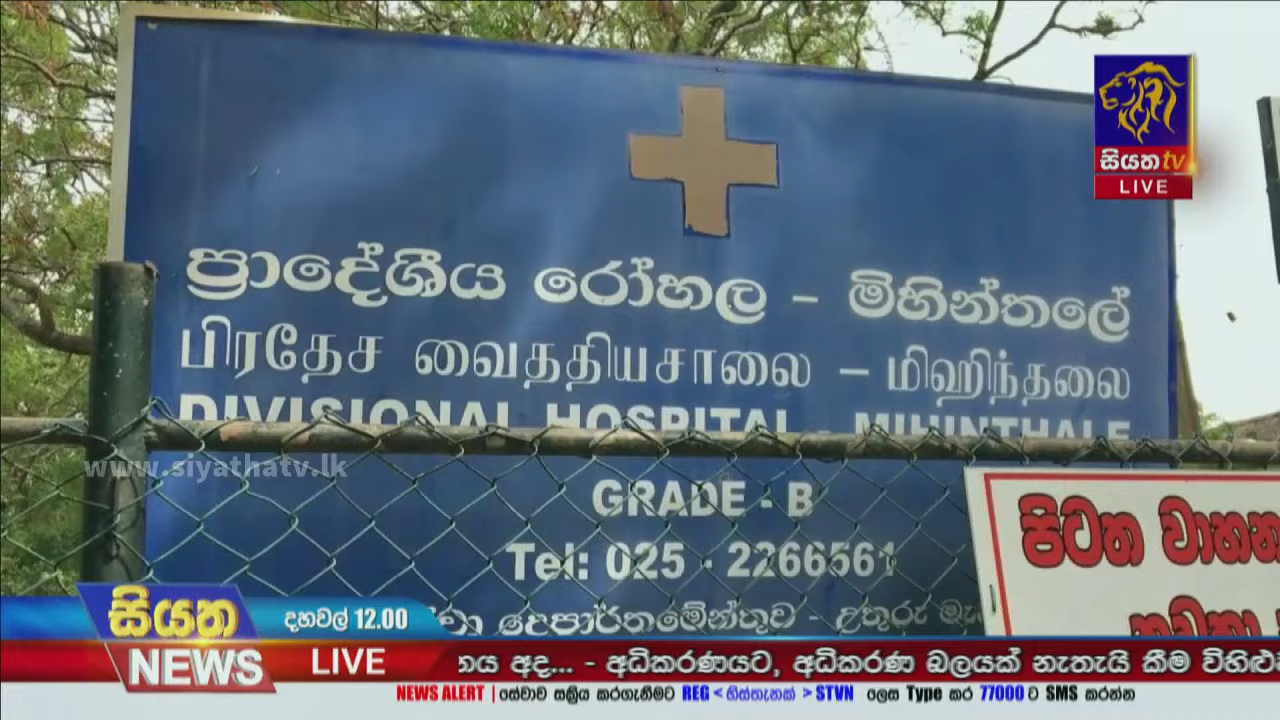 සියත tv
LIVE
ප්‍රාදේශීය රෝහල - මිහින්තලේ
பிரதேச வைததியசாலை – மிஹிந்தலை
DIVISIONAL HOSPITAL - MIHINTHALE
www.siyathatv.lk
GRADE - B
Tel: 025 - 2266561
දෙපාර්තමේන්තුව - උතුරු
පිටත වාහන
සියත
NEWS
දහවල් 12.00
LIVE
අද... - අධිකරණයට, අධිකරණ බලයක් නැතැයි කීම
NEWS ALERT | සේවාව සක්‍රිය කරගැනීමට REG < හිස්තැනක් > STVN ලෙස Type කර 77000 ට SMS කරන්න